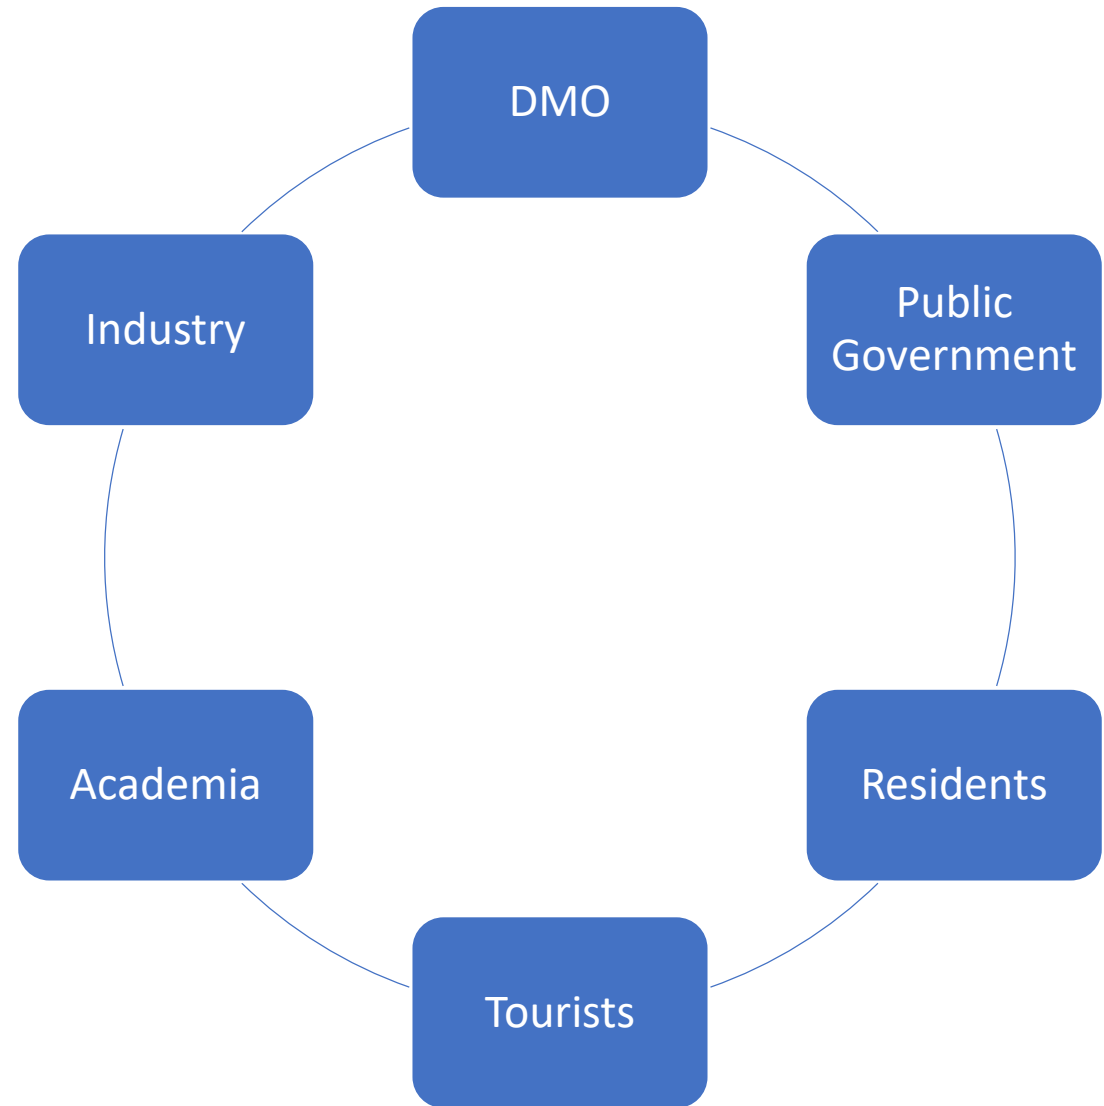 DMO
Public
Government
Residents
Tourists
Academia
Industry